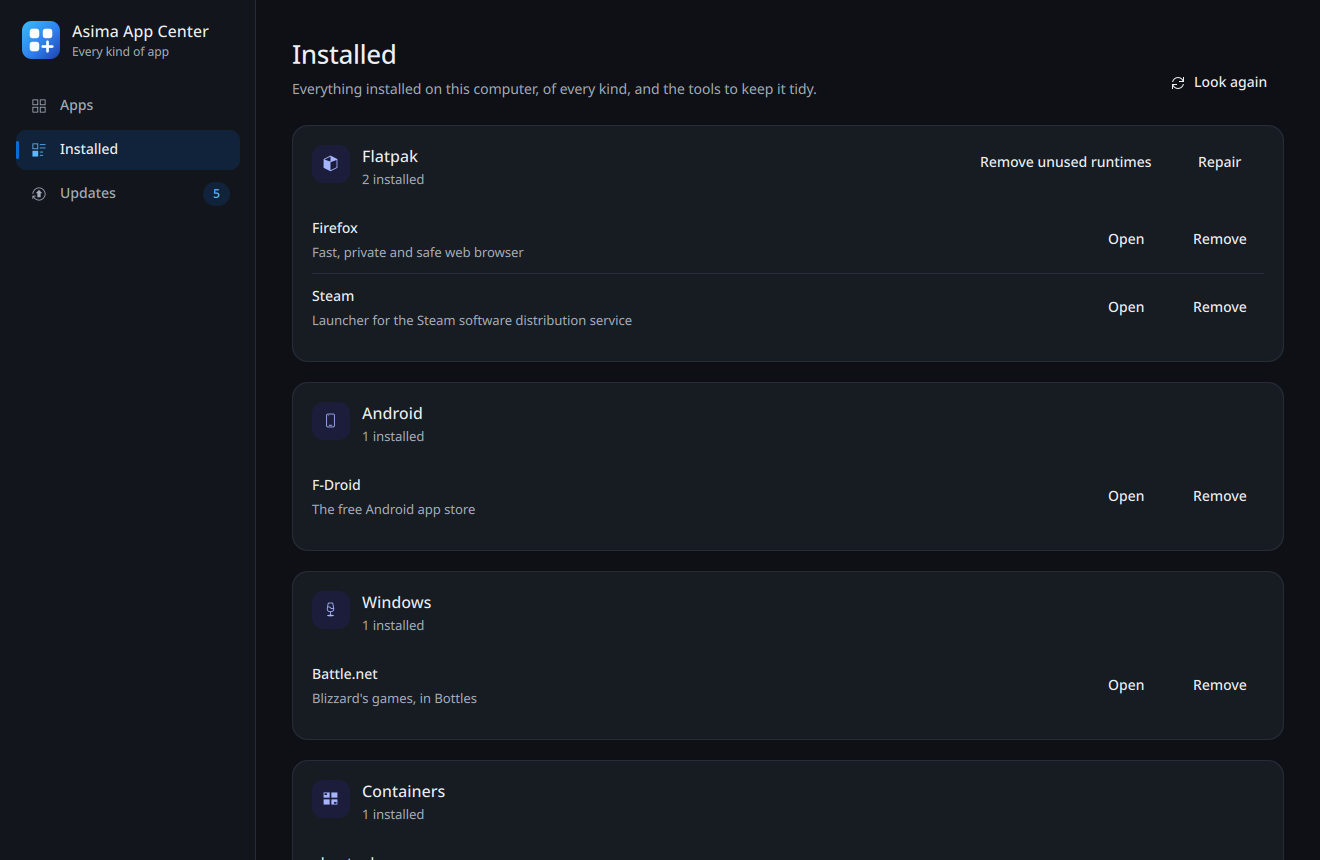 Asima App Center
Every kind of app
Apps
Installed
Updates
5
Installed
Everything installed on this computer, of every kind, and the tools to keep it tidy.
Look again
Flatpak
2 installed
Remove unused runtimes
Repair
Firefox
Fast, private and safe web browser
Open
Remove
Steam
Launcher for the Steam software distribution service
Open
Remove
Android
1 installed
F-Droid
The free Android app store
Open
Remove
Windows
1 installed
Battle.net
Blizzard's games, in Bottles
Open
Remove
Containers
1 installed